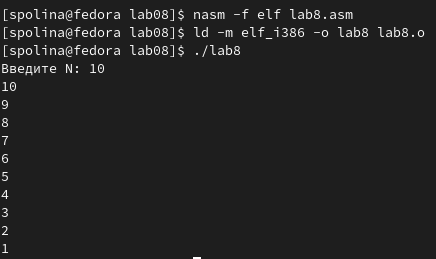 [spolina@fedora lab08]$ nasm -f elf lab8.asm
[spolina@fedora lab08]$ ld -m elf_i386 -o lab8 lab8.o
[spolina@fedora lab08]$ ./lab8
Введите N: 10
10
9
8
7
6
5
4
3
2
1